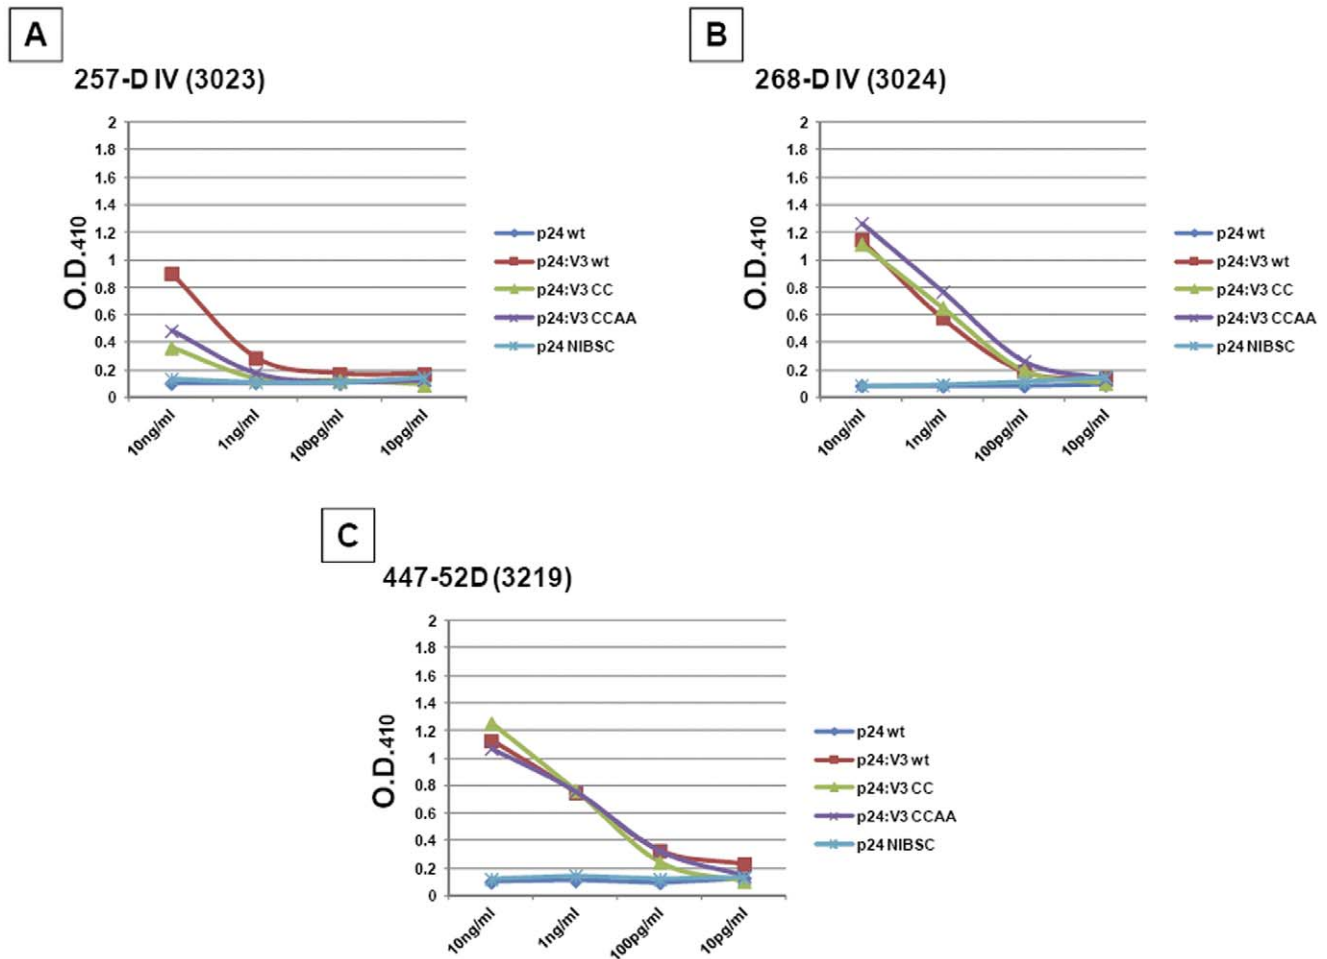 A
257-D IV (3023)
2
1.8
1.6
1.4
1.2
1
0.8
0.6
0.4
0.2
0
O.D.410
10ng/ml
1ng/ml
100pg/ml
10pg/ml
p24 wt
p24:V3 wt
p24:V3 CC
p24:V3 CCAA
p24 NIBSC
B
268-D IV (3024)
2
1.8
1.6
1.4
1.2
1
0.8
0.6
0.4
0.2
0
O.D.410
10ng/ml
1ng/ml
100pg/ml
10pg/ml
p24 wt
p24:V3 wt
p24:V3 CC
p24:V3 CCAA
p24 NIBSC
C
447-52D (3219)
2
1.8
1.6
1.4
1.2
1
0.8
0.6
0.4
0.2
0
O.D.410
10ng/ml
1ng/ml
100pg/ml
10pg/ml
p24 wt
p24:V3 wt
p24:V3 CC
p24:V3 CCAA
p24 NIBSC